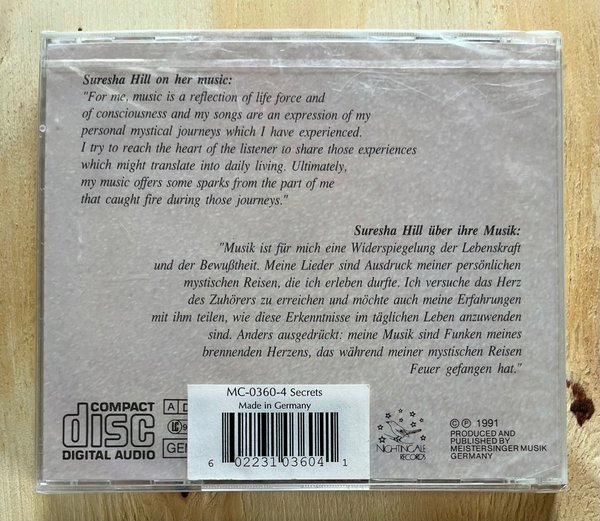 Suresha Hill on her music:
"For me, music is a reflection of life force and
of consciousness and my songs are an expression of my
personal mystical journeys which I have experienced.
I try to reach the heart of the listener to share those experiences
which might translate into daily living. Ultimately,
my music offers some sparks from the part of me
that caught fire during those journeys."
Suresha Hill über ihre Musik:
"Musik ist für mich eine Widerspiegelung der Lebenskraft
und der Bewußtheit. Meine Lieder sind Ausdruck meiner persönlichen
mystischen Reisen, die ich erleben durfte. Ich versuche das Herz
des Zuhörers zu erreichen und möchte auch meine Erfahrungen
mit ihm teilen, wie diese Erkenntnisse im täglichen Leben anzuwenden
sind. Anders ausgedrückt: meine Musik sind Funken meines
brennenden Herzens, das während meiner mystischen Reisen
Feuer gefangen hat."
COMPACT
disc
DIGITAL AUDIO
A D
LC 9
GE
MC-0360-4 Secrets
Made in Germany
6 02231 03604 1
NIGHTINGALE
RECORDS
© ℗ 1991
PRODUCED AND
PUBLISHED BY
MEISTERSINGER MUSIK
GERMANY